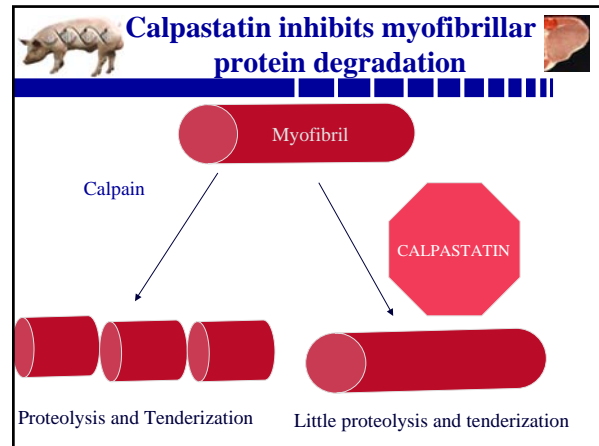 Calpastatin inhibits myofibrillar
protein degradation
Myofibril
Calpain
CALPASTATIN
Proteolysis and Tenderization
Little proteolysis and tenderization